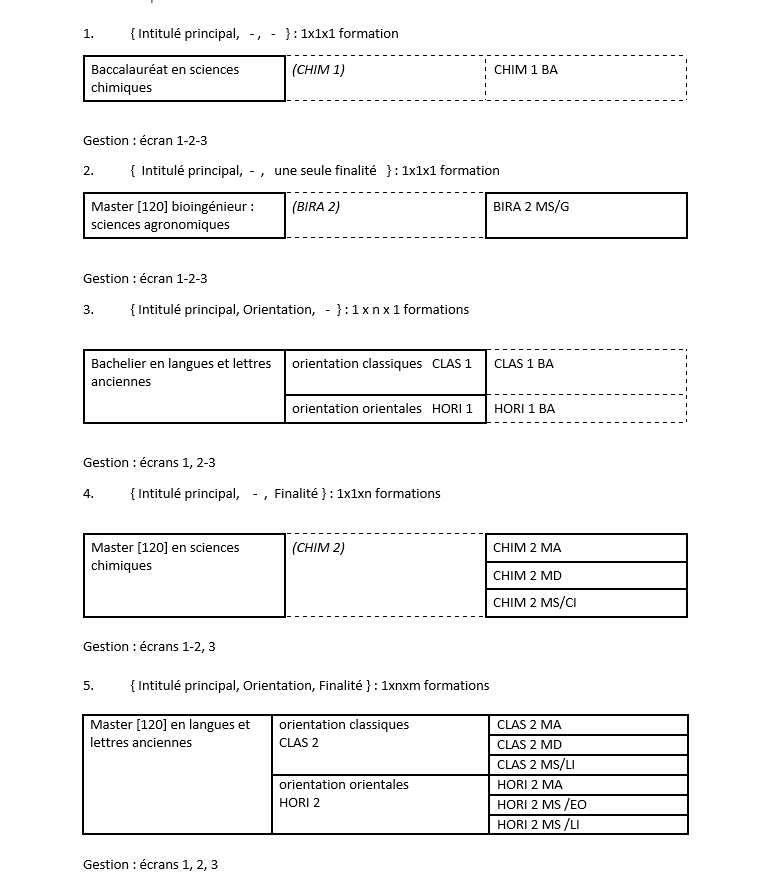 1. { Intitulé principal, - , - } : 1x1x1 formation
Baccalauréat en sciences
chimiques
(CHIM 1)
CHIM 1 BA
Gestion : écran 1-2-3
2. { Intitulé principal, - , une seule finalité } : 1x1x1 formation
Master [120] bioingénieur :
sciences agronomiques
(BIRA 2)
BIRA 2 MS/G
Gestion : écran 1-2-3
3. { Intitulé principal, Orientation, - } : 1 x n x 1 formations
Bachelier en langues et lettres
anciennes
orientation classiques CLAS 1
CLAS 1 BA
orientation orientales HORI 1
HORI 1 BA
Gestion : écrans 1, 2-3
4. { Intitulé principal, - , Finalité } : 1x1xn formations
Master [120] en sciences
chimiques
(CHIM 2)
CHIM 2 MA
CHIM 2 MD
CHIM 2 MS/CI
Gestion : écrans 1-2, 3
5. { Intitulé principal, Orientation, Finalité } : 1xnxm formations
Master [120] en langues et
lettres anciennes
orientation classiques
CLAS 2
CLAS 2 MA
CLAS 2 MD
CLAS 2 MS/LI
orientation orientales
HORI 2
HORI 2 MA
HORI 2 MS /EO
HORI 2 MS /LI
Gestion : écrans 1, 2, 3